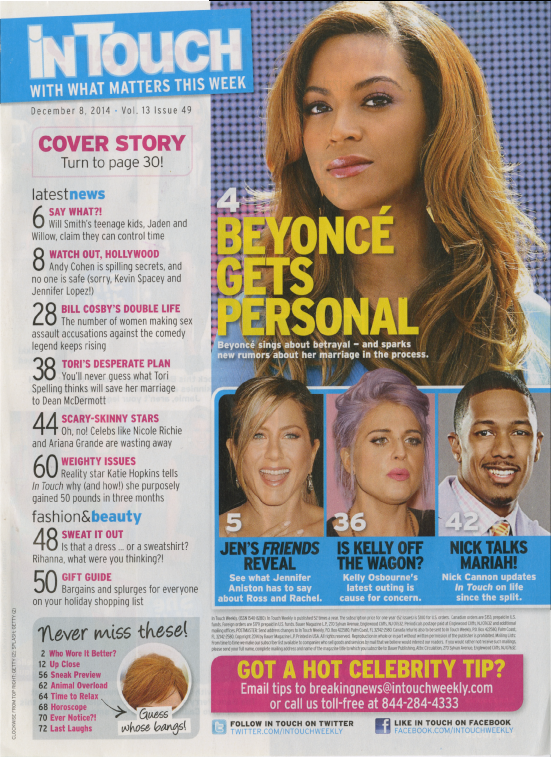 INTOUCH
WITH WHAT MATTERS THIS WEEK
December 8, 2014 - Vol. 13 Issue 49
COVER STORY
Turn to page 30!
latestnews
6 SAY WHAT?!
Will Smith's teenage kids, Jaden and
Willow, claim they can control time
8 WATCH OUT, HOLLYWOOD
Andy Cohen is spilling secrets, and
no one is safe (sorry, Kevin Spacey and
Jennifer Lopez!)
28 BILL COSBY'S DOUBLE LIFE
The number of women making sex
assault accusations against the comedy
legend keeps rising
38 TORI'S DESPERATE PLAN
You'll never guess what Tori
Spelling thinks will save her marriage
to Dean McDermott
44 SCARY-SKINNY STARS
Oh, no! Celebs like Nicole Richie
and Ariana Grande are wasting away
60 WEIGHTY ISSUES
Reality star Katie Hopkins tells
In Touch why (and how!) she purposely
gained 50 pounds in three months
fashion&beauty
48 SWEAT IT OUT
Is that a dress ... or a sweatshirt?
Rihanna, what were you thinking?!
50 GIFT GUIDE
Bargains and splurges for everyone
on your holiday shopping list
Never miss these!
2 Who Wore It Better?
12 Up Close
56 Sneak Preview
62 Animal Overload
64 Time to Relax
68 Horoscope
70 Ever Notice?!
72 Last Laughs
Guess
whose bangs!
4
BEYONCÉ
GETS
PERSONAL
Beyoncé sings about betrayal – and sparks
new rumors about her marriage in the process.
5
JEN'S FRIENDS
REVEAL
See what Jennifer
Aniston has to say
about Ross and Rachel.
36
IS KELLY OFF
THE WAGON?
Kelly Osbourne's
latest outing is
cause for concern.
42
NICK TALKS
MARIAH!
Nick Cannon updates
In Touch on life
since the split.
GOT A HOT CELEBRITY TIP?
Email tips to breakingnews@intouchweekly.com
or call us toll-free at 844-284-4333
FOLLOW IN TOUCH ON TWITTER
TWITTER.COM/INTOUCHWEEKLY
LIKE IN TOUCH ON FACEBOOK
FACEBOOK.COM/INTOUCHWEEKLY